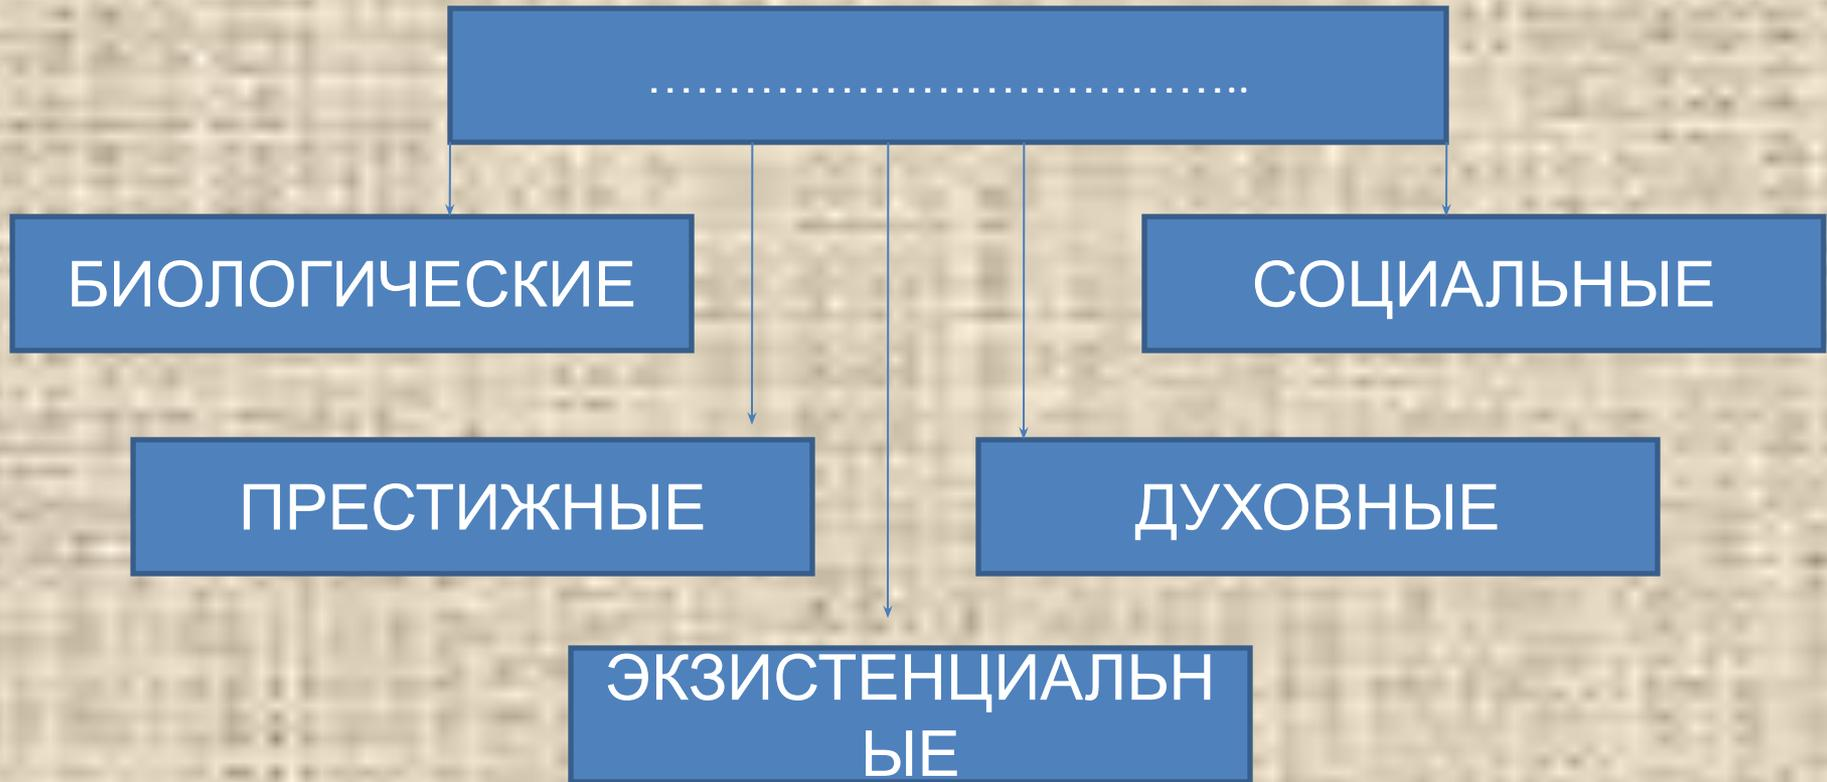 …………………………………..
БИОЛОГИЧЕСКИЕ
СОЦИАЛЬНЫЕ
ПРЕСТИЖНЫЕ
ДУХОВНЫЕ
ЭКЗИСТЕНЦИАЛЬН
ЫЕ